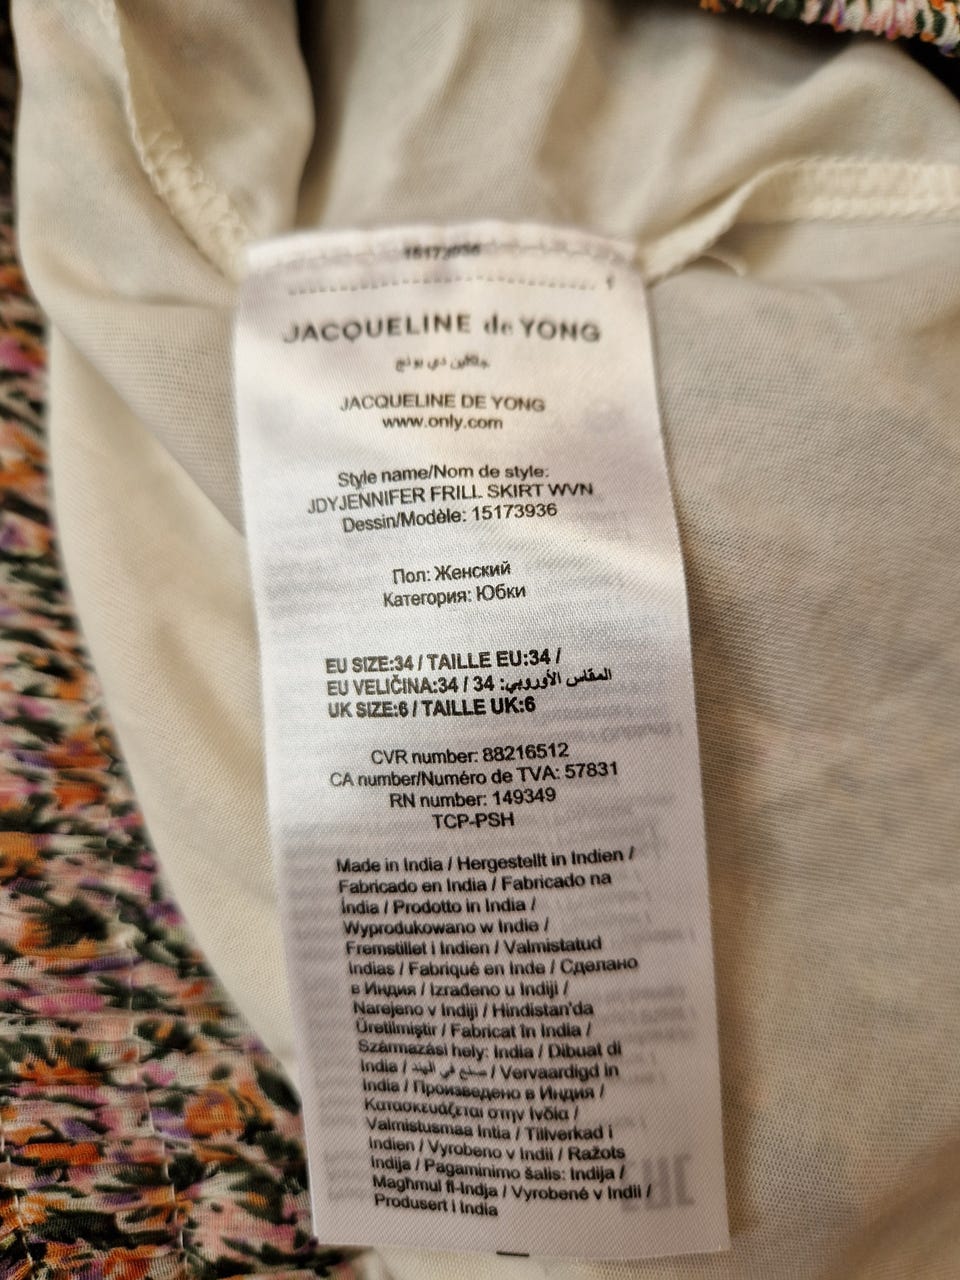 15173936
1
JACQUELINE de YONG
جاكلين دي يونج
JACQUELINE DE YONG
www.only.com
Style name/Nom de style:
JDYJENNIFER FRILL SKIRT WVN
Dessin/Modèle: 15173936
Пол: Женский
Категория: Юбки
EU SIZE:34 / TAILLE EU:34 /
EU VELIČINA:34 / 34 :المقاس الأوروبي
UK SIZE:6 / TAILLE UK:6
CVR number: 88216512
CA number/Numéro de TVA: 57831
RN number: 149349
TCP-PSH
Made in India / Hergestellt in Indien /
Fabricado en India / Fabricado na
Índia / Prodotto in India /
Wyprodukowano w Indie /
Fremstillet i Indien / Valmistatud
Indias / Fabriqué en Inde / Сделано
в Индия / Izrađeno u Indiji /
Narejeno v Indiji / Hindistan'da
Üretilmiştir / Fabricat în India /
Származási hely: India / Dibuat di
India / صنع في الهند / Vervaardigd in
India / Произведено в Индия /
Κατασκευάζεται στην Ινδία /
Valmistusmaa Intia / Tillverkad i
Indien / Vyrobeno v Indii / Ražots
Indija / Pagaminimo šalis: Indija /
Magħmul fl-Indja / Vyrobené v Indii /
Produsert i India